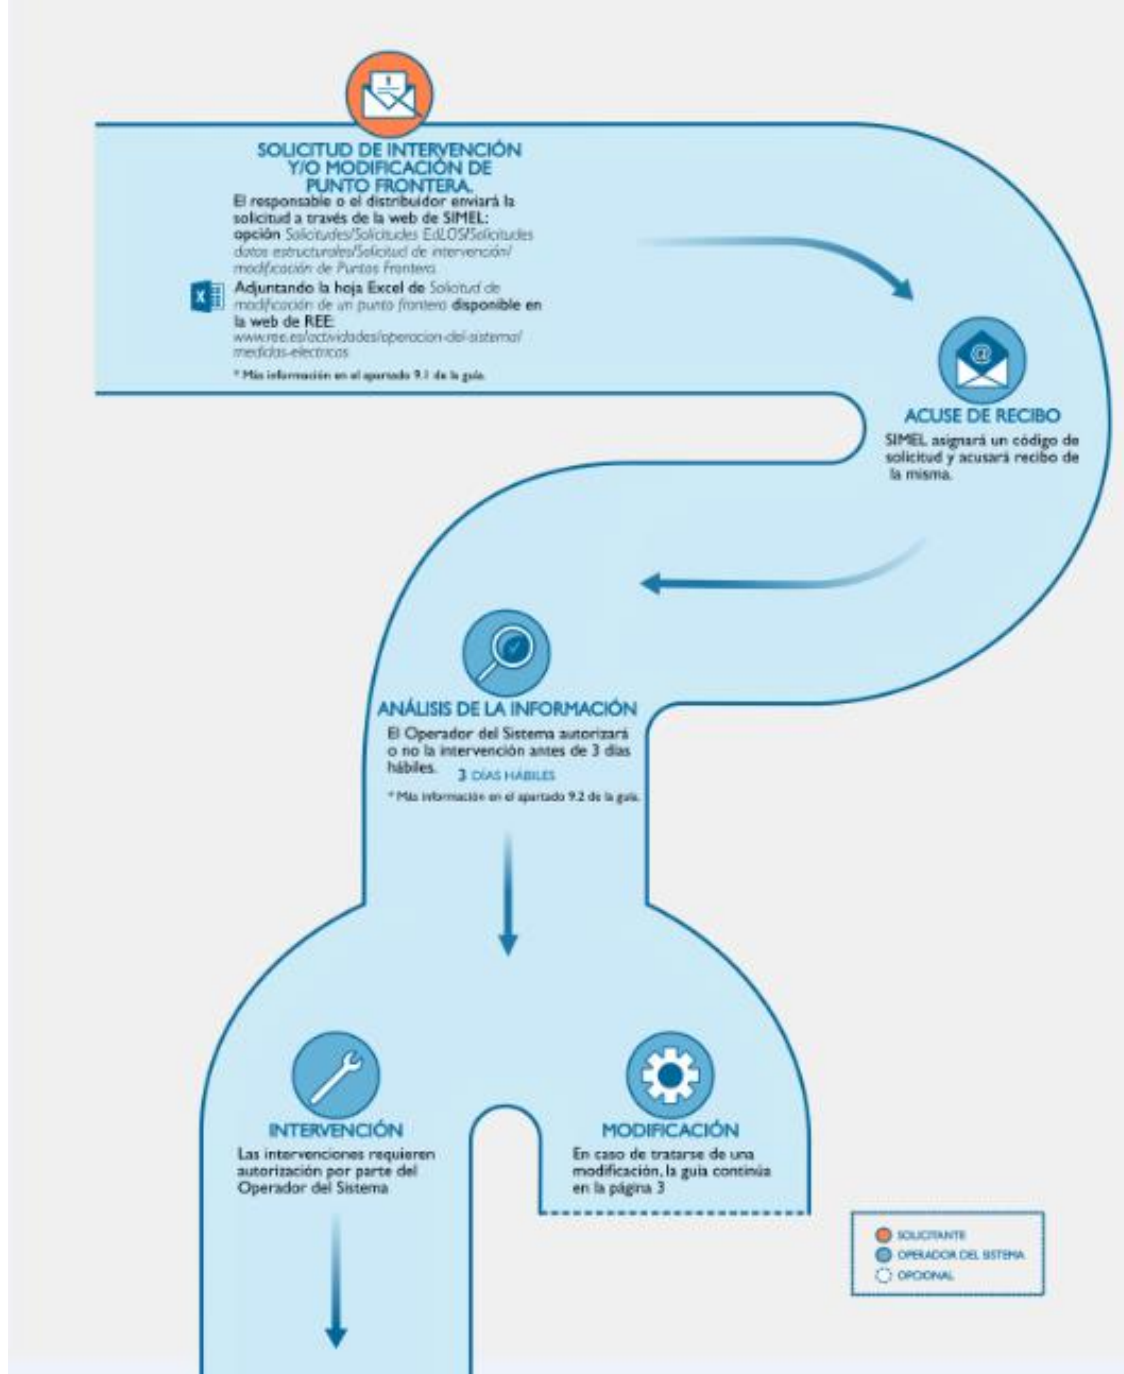 SOLICITUD DE INTERVENCIÓN
Y/O MODIFICACIÓN DE
PUNTO FRONTERA.
El responsable o el distribuidor enviará la
solicitud a través de la web de SIMEL:
opción Solicitudes/Solicitudes EdLOS/Solicitudes
datos estructurales/Solicitud de intervención/
modificación de Puntos Frontera
X
Adjuntando la hoja Excel de Solicitud de
modificación de un punto frontera disponible en
la web de REE:
www.ree.es/actividades/operacion-del-sistema/
medidas-electricas
* Más información en el apartado 9.1 de la guía.
@
ACUSE DE RECIBO
SIMEL asignará un código de
solicitud y acusará recibo de
la misma.
ANÁLISIS DE LA INFORMACIÓN
El Operador del Sistema autorizará
o no la intervención antes de 3 días
hábiles.
3 DÍAS HÁBILES
* Más información en el apartado 9.2 de la guía.
INTERVENCIÓN
Las intervenciones requieren
autorización por parte del
Operador del Sistema
MODIFICACIÓN
En caso de tratarse de una
modificación, la guía continúa
en la página 3
SOLICITANTE
OPERADOR DEL SISTEMA
OPCIONAL